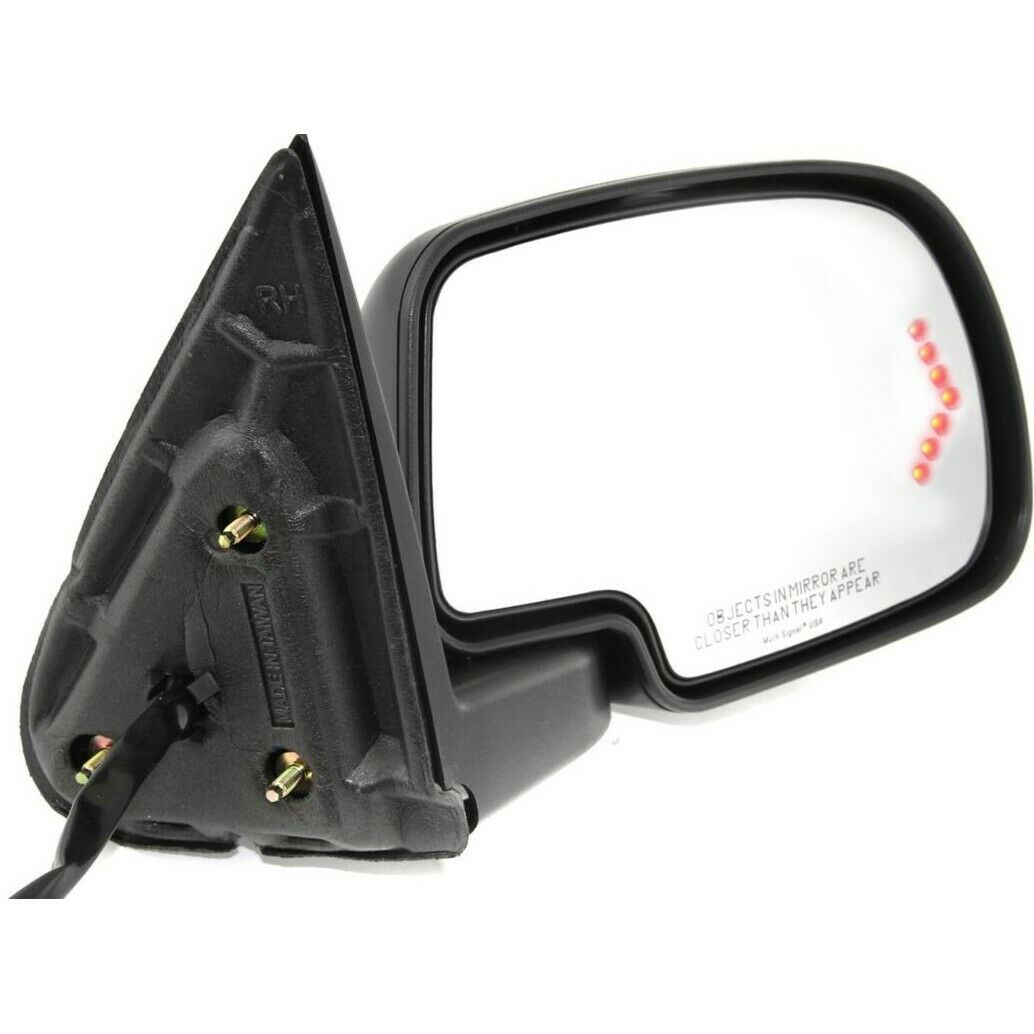 RH
MADE IN TAIWAN
OBJECTS IN MIRROR ARE
CLOSER THAN THEY APPEAR
Muth Signal® USA